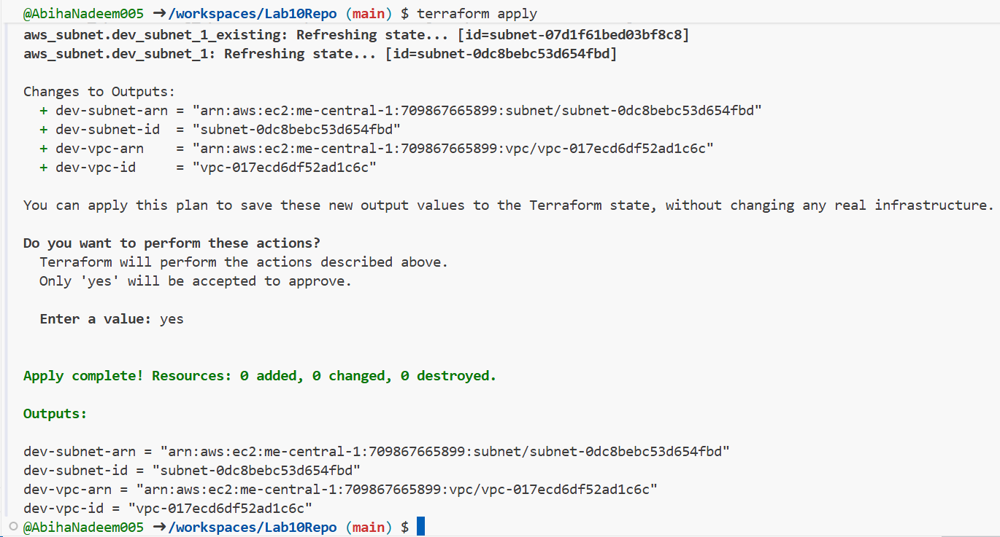 @AbihaNadeem005 ➜/workspaces/Lab10Repo (main) $ terraform apply
aws_subnet.dev_subnet_1_existing: Refreshing state... [id=subnet-07d1f61bed03bf8c8]
aws_subnet.dev_subnet_1: Refreshing state... [id=subnet-0dc8bebc53d654fbd]
Changes to Outputs:
+ dev-subnet-arn = "arn:aws:ec2:me-central-1:709867665899:subnet/subnet-0dc8bebc53d654fbd"
+ dev-subnet-id = "subnet-0dc8bebc53d654fbd"
+ dev-vpc-arn = "arn:aws:ec2:me-central-1:709867665899:vpc/vpc-017ecd6df52ad1c6c"
+ dev-vpc-id = "vpc-017ecd6df52ad1c6c"
You can apply this plan to save these new output values to the Terraform state, without changing any real infrastructure.
Do you want to perform these actions?
Terraform will perform the actions described above.
Only 'yes' will be accepted to approve.
Enter a value: yes
Apply complete! Resources: 0 added, 0 changed, 0 destroyed.
Outputs:
dev-subnet-arn = "arn:aws:ec2:me-central-1:709867665899:subnet/subnet-0dc8bebc53d654fbd"
dev-subnet-id = "subnet-0dc8bebc53d654fbd"
dev-vpc-arn = "arn:aws:ec2:me-central-1:709867665899:vpc/vpc-017ecd6df52ad1c6c"
dev-vpc-id = "vpc-017ecd6df52ad1c6c"
@AbihaNadeem005 ➜/workspaces/Lab10Repo (main) $